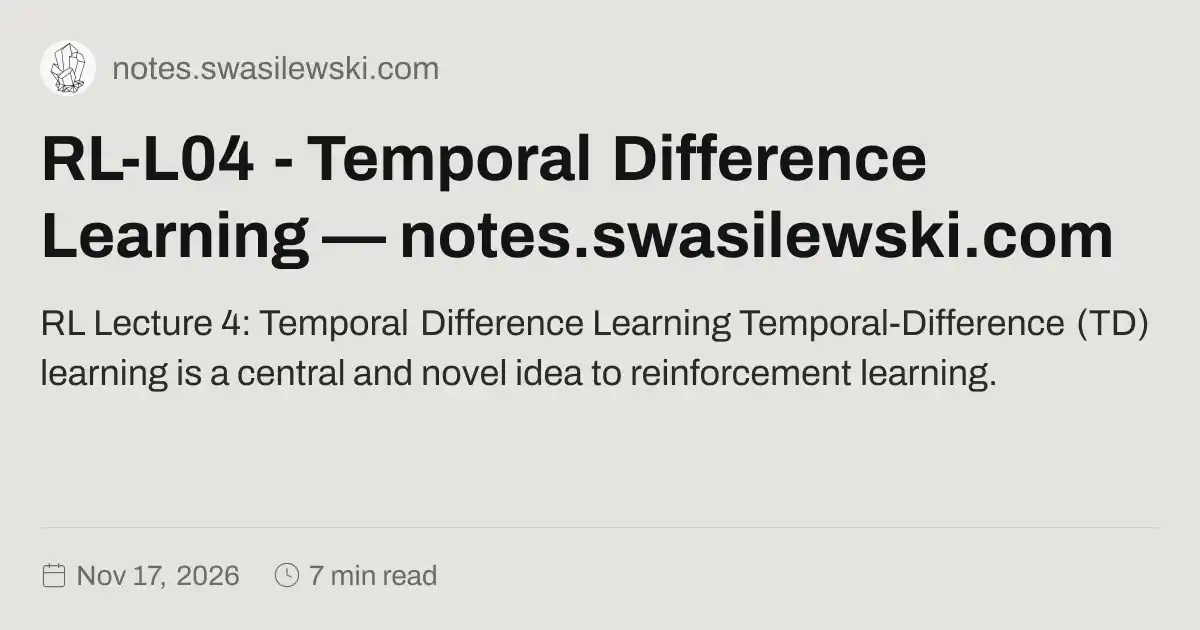 notes.swasilewski.com
RL-L04 - Temporal Difference
Learning — notes.swasilewski.com
RL Lecture 4: Temporal Difference Learning Temporal-Difference (TD)
learning is a central and novel idea to reinforcement learning.
Nov 17, 2026 7 min read